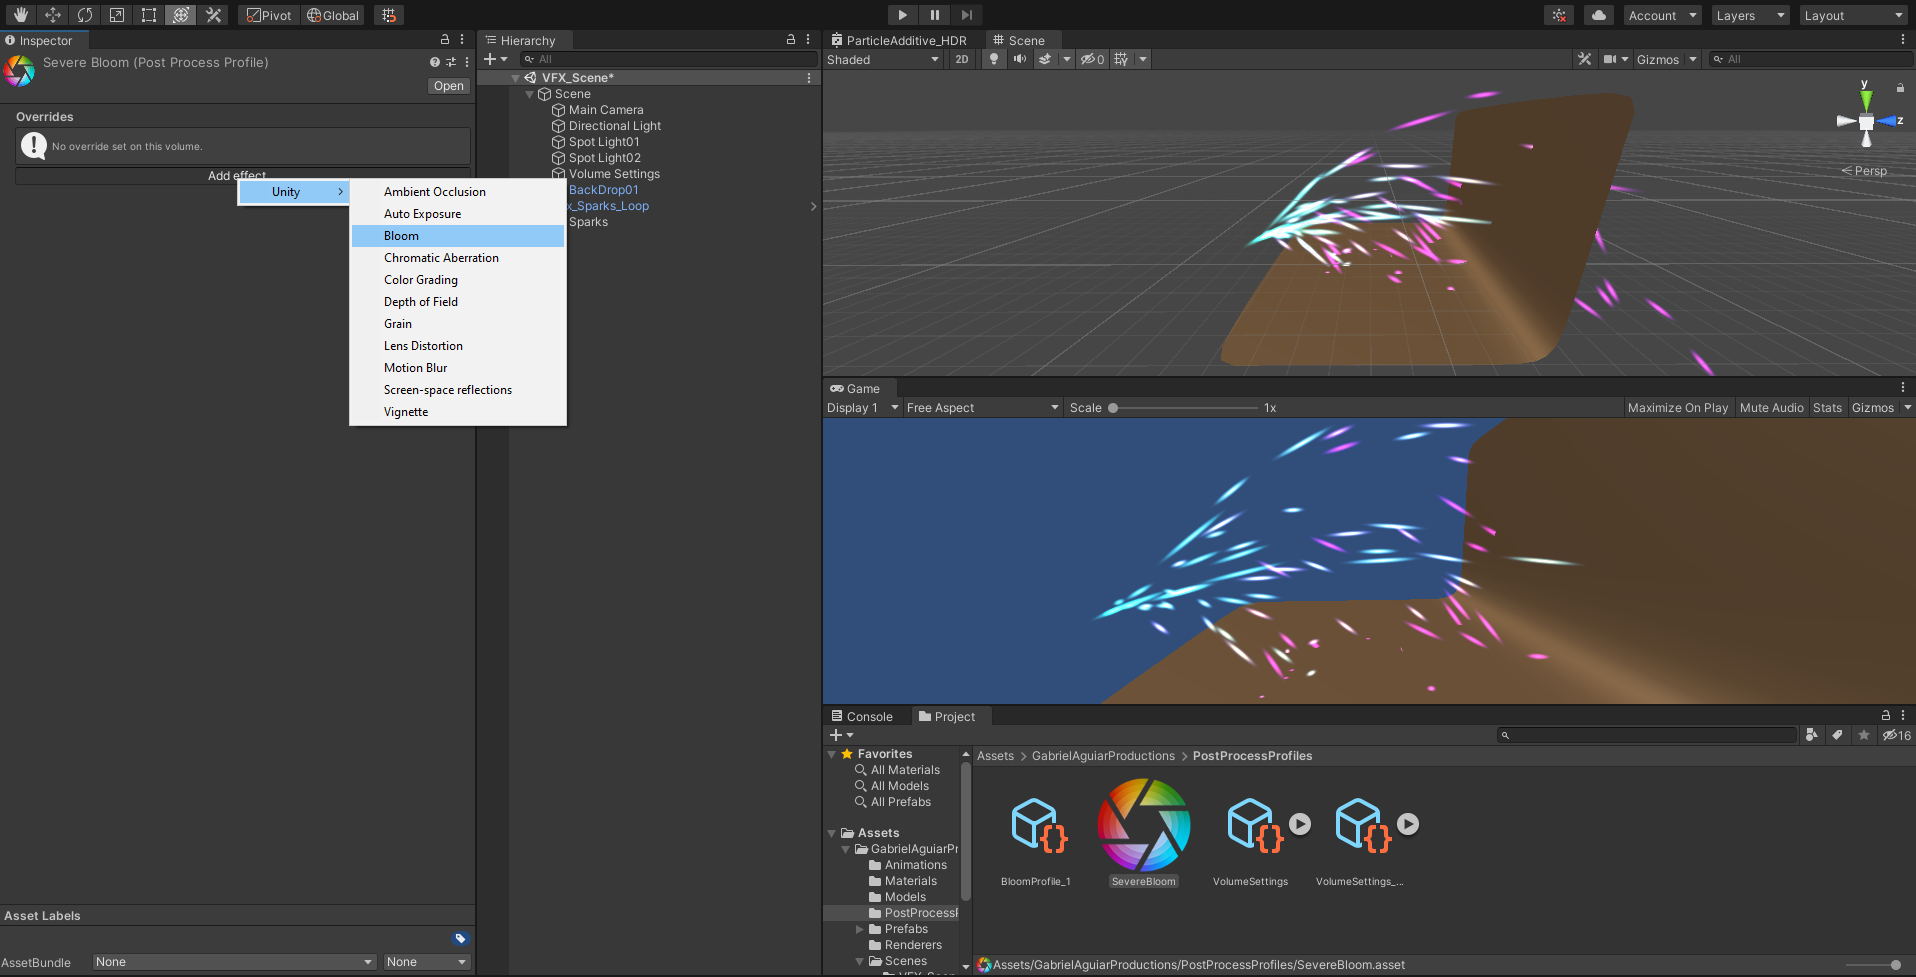 Pivot
Global
Account
Layers
Layout
Inspector
Severe Bloom (Post Process Profile)
Open
Overrides
No override set on this volume.
Add effect
Unity
Ambient Occlusion
Auto Exposure
Bloom
Chromatic Aberration
Color Grading
Depth of Field
Grain
Lens Distortion
Motion Blur
Screen-space reflections
Vignette
Asset Labels
AssetBundle
None
None
Hierarchy
All
VFX_Scene*
Scene
Main Camera
Directional Light
Spot Light01
Spot Light02
Volume Settings
BackDrop01
x_Sparks_Loop
Sparks
ParticleAdditive_HDR
Scene
Shaded
2D
0
Gizmos
All
y
z
Persp
Game
Display 1
Free Aspect
Scale
1x
Maximize On Play
Mute Audio
Stats
Gizmos
Console
Project
16
Favorites
All Materials
All Models
All Prefabs
Assets
GabrielAguiarPr
Animations
Materials
Models
PostProcessP
Prefabs
Renderers
Scenes
Assets > GabrielAguiarProductions > PostProcessProfiles
BloomProfile_1
SevereBloom
VolumeSettings
VolumeSettings_...
Assets/GabrielAguiarProductions/PostProcessProfiles/SevereBloom.asset